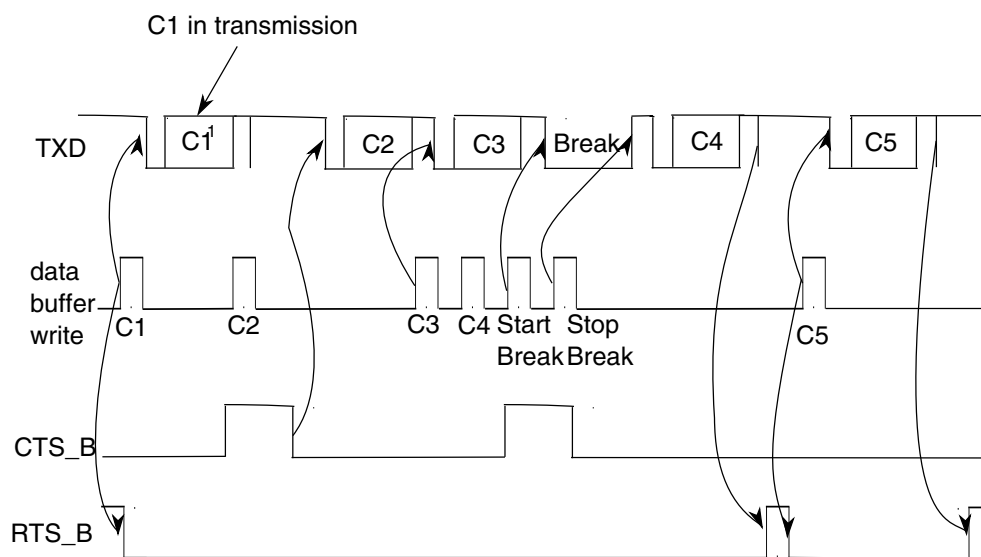 C1 in transmission
TXD
C1 1
C2
C3
Break
C4
C5
data
buffer
write
C1
C2
C3
C4
Start
Break
Stop
Break
C5
CTS_B
RTS_B